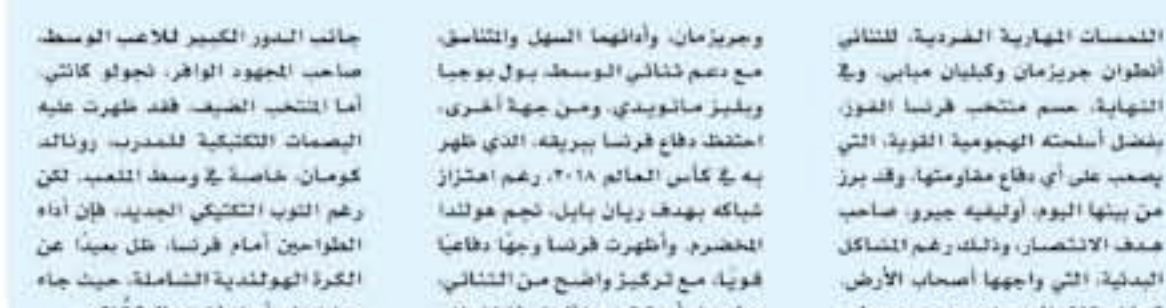 اللمسات المهارية الفردية، للثنائي
أنطوان جريزمان وكيليان مبابي. وفي
النهاية، حسم منتخب فرنسا الفوز،
بفضل أسلحته الهجومية القوية، التي
يصعب على أي دفاع مقاومتها. وقد برز
من بينها اليوم، أوليفيه جيرو، صاحب
هدف الانتصار، وذلك رغم المشاكل
البدنية، التي واجهها أصحاب الأرض.
وجريزمان، وأدائهما السهل والمتناسق،
مع دعم ثنائي الوسط، بول بوجبا
وبليز ماتويدي. ومن جهة أخرى،
احتفظ دفاع فرنسا ببريقه، الذي ظهر
به في كأس العالم ٢٠١٨، رغم اهتزاز
شباكه بهدف ريان بابل، نجم هولندا
المخضرم. وأظهرت فرنسا وجهًا دفاعيًا
قويًا، مع تركيز واضح من الثنائي،
جانب الدور الكبير للاعب الوسط،
صاحب المجهود الوافر، نجولو كانتي.
أما المنتخب الضيف، فقد ظهرت عليه
البصمات التكتيكية للمدرب، رونالد
كومان، خاصة في وسط الملعب. لكن
رغم الثوب التكتيكي الجديد، فإن أداء
الطواحين أمام فرنسا، ظل بعيدًا عن
الكرة الهولندية الشاملة، حيث جاء